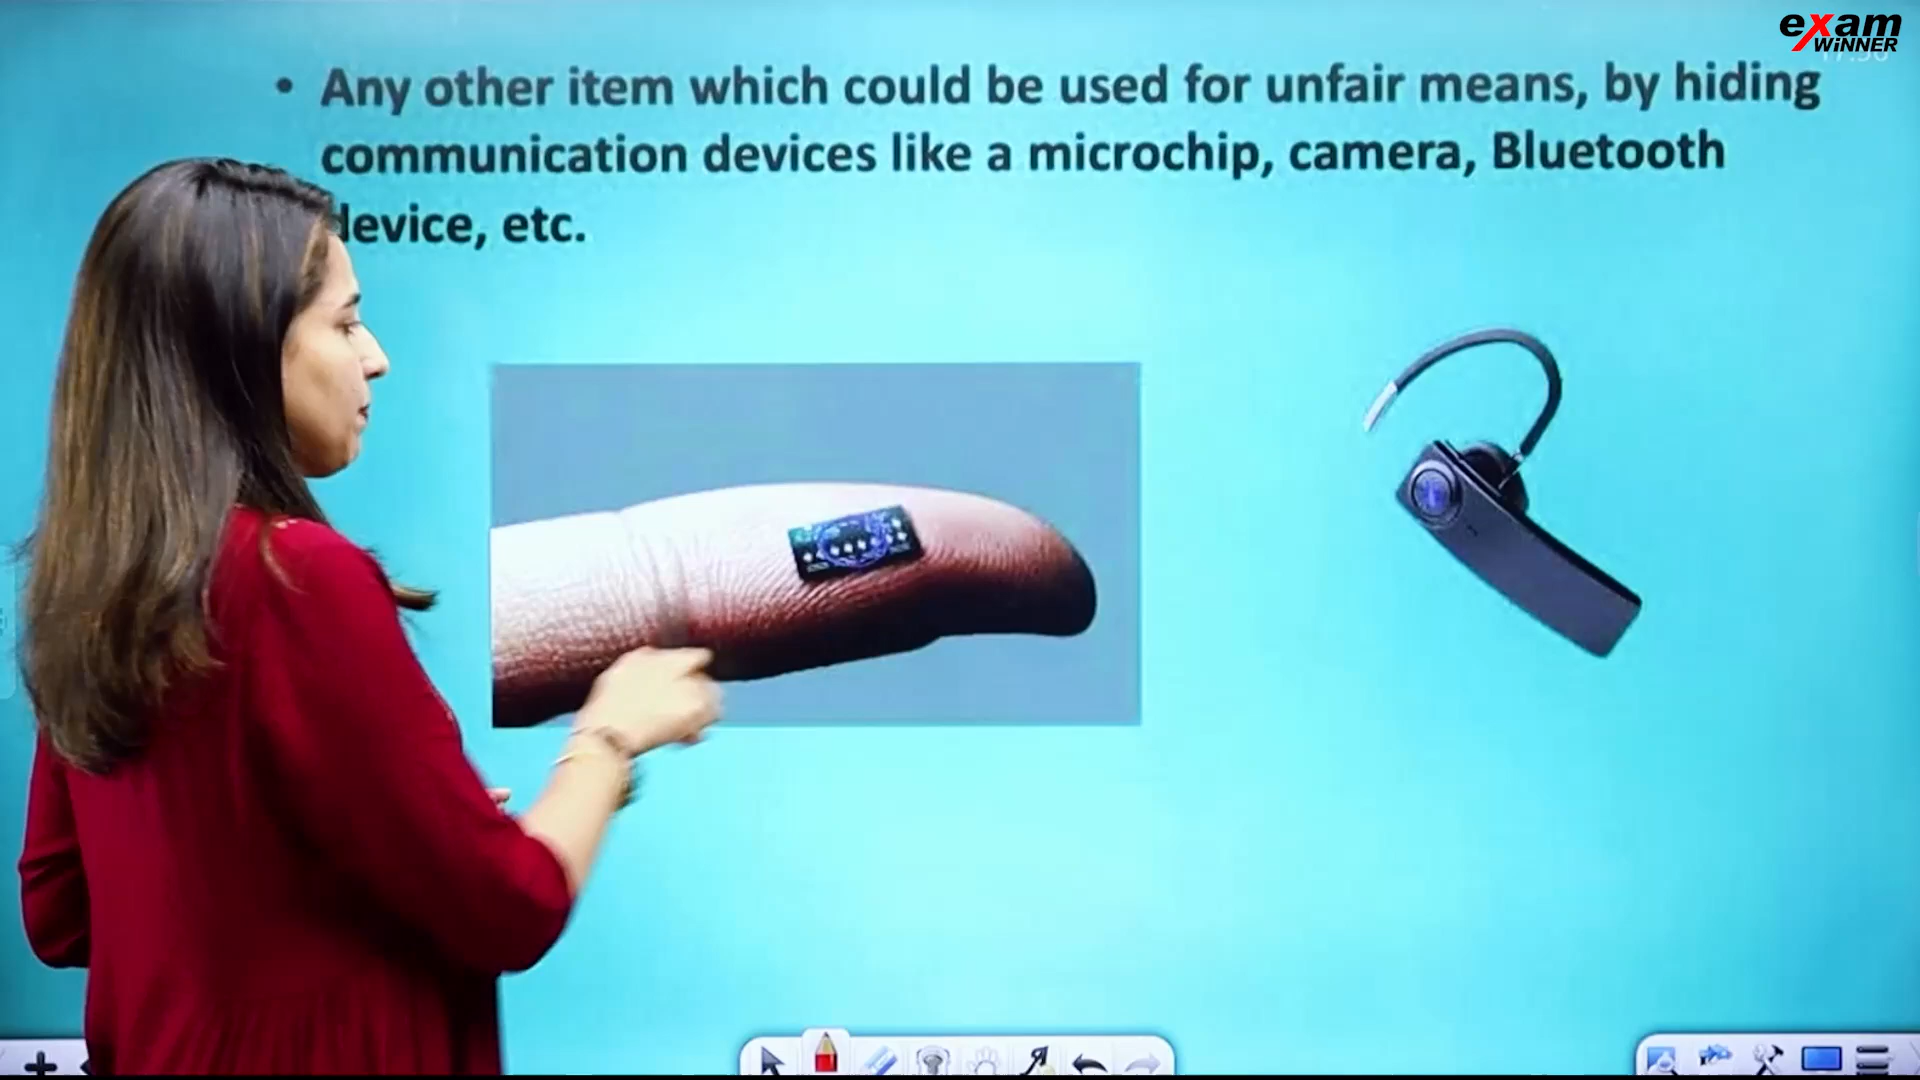 exam
WiNNER
• Any other item which could be used for unfair means, by hiding
communication devices like a microchip, camera, Bluetooth
device, etc.